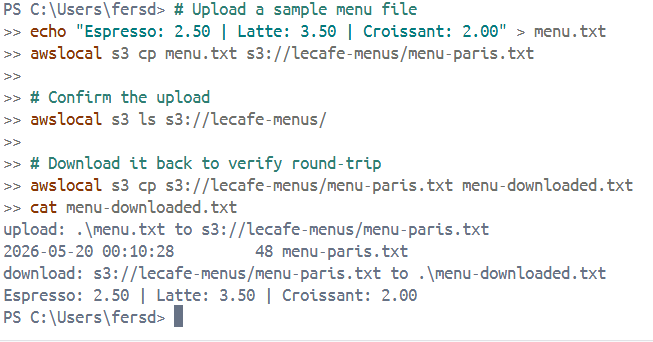 PS C:\Users\fersd> # Upload a sample menu file
>> echo "Espresso: 2.50 | Latte: 3.50 | Croissant: 2.00" > menu.txt
>> awslocal s3 cp menu.txt s3://lecafe-menus/menu-paris.txt
>>
>> # Confirm the upload
>> awslocal s3 ls s3://lecafe-menus/
>>
>> # Download it back to verify round-trip
>> awslocal s3 cp s3://lecafe-menus/menu-paris.txt menu-downloaded.txt
>> cat menu-downloaded.txt
upload: .\menu.txt to s3://lecafe-menus/menu-paris.txt
2026-05-20 00:10:28         48 menu-paris.txt
download: s3://lecafe-menus/menu-paris.txt to .\menu-downloaded.txt
Espresso: 2.50 | Latte: 3.50 | Croissant: 2.00
PS C:\Users\fersd>